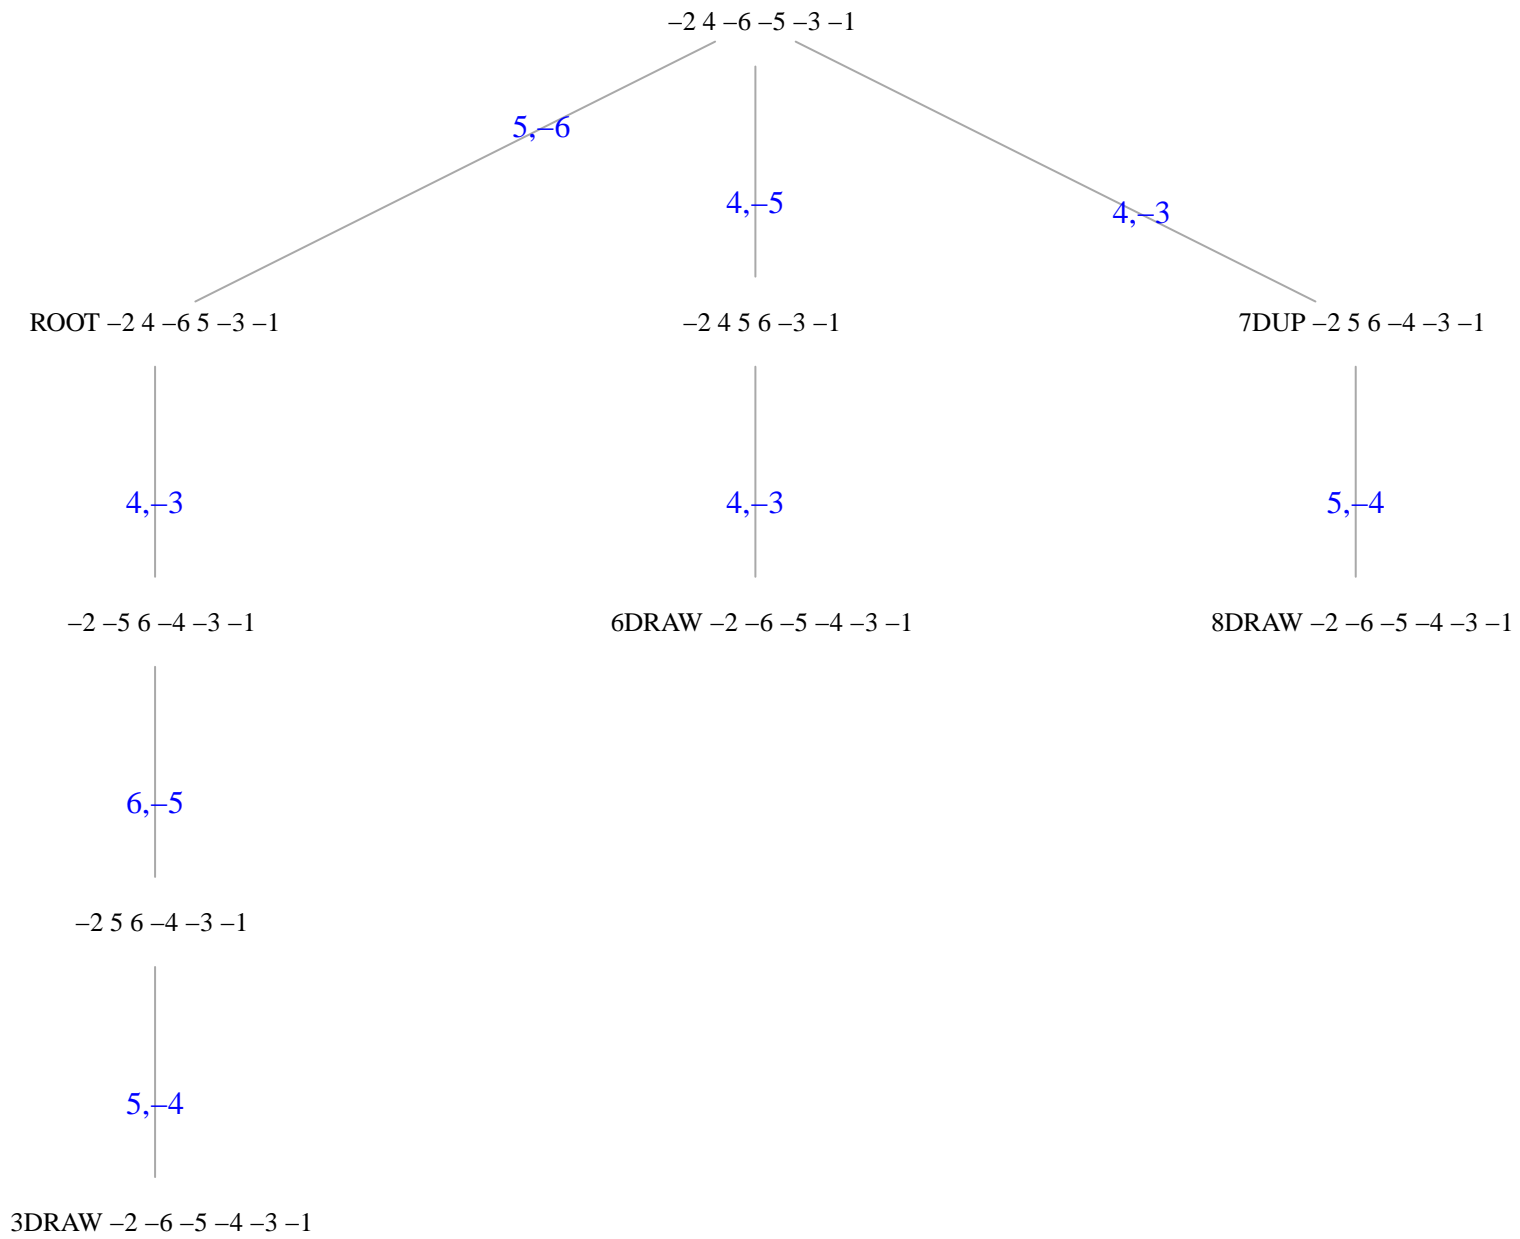 –2 4 –6 –5 –3 –1
5,–6
4,–5
4,–3
ROOT –2 4 –6 5 –3 –1
–2 4 5 6 –3 –1
7DUP –2 5 6 –4 –3 –1
4,–3
4,–3
5,–4
–2 –5 6 –4 –3 –1
6DRAW –2 –6 –5 –4 –3 –1
8DRAW –2 –6 –5 –4 –3 –1
6,–5
–2 5 6 –4 –3 –1
5,–4
3DRAW –2 –6 –5 –4 –3 –1